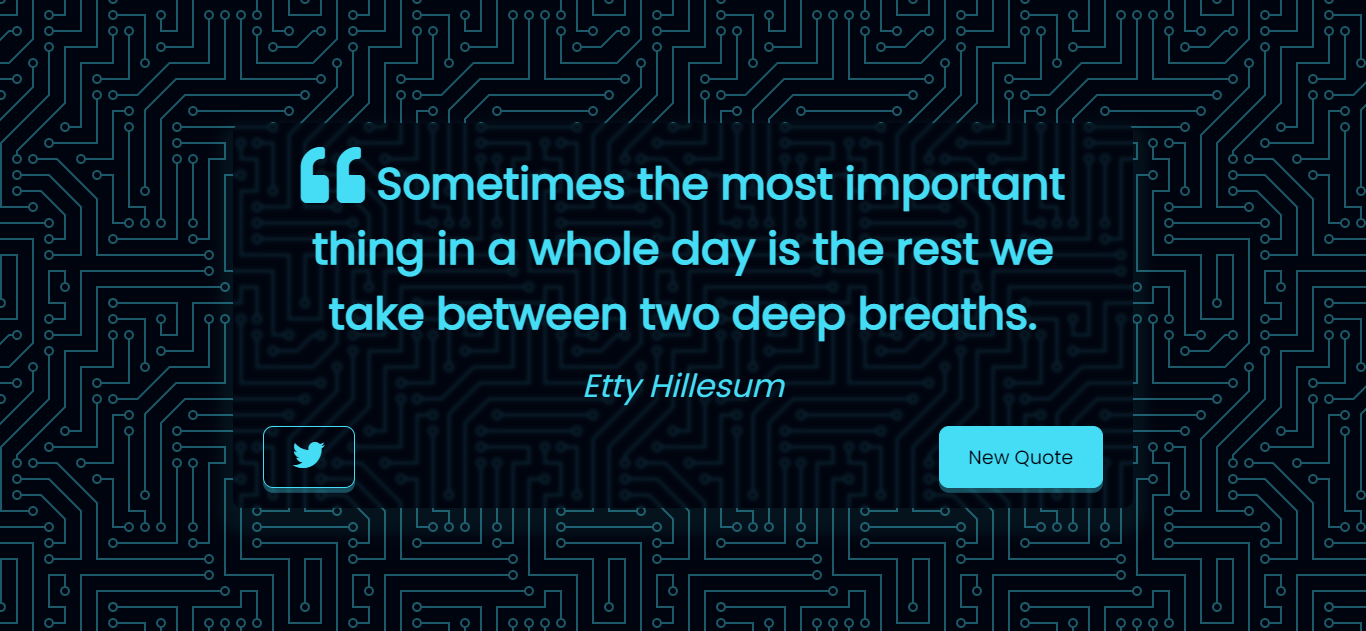 Sometimes the most important
thing in a whole day is the rest we
take between two deep breaths.
Etty Hillesum
New Quote